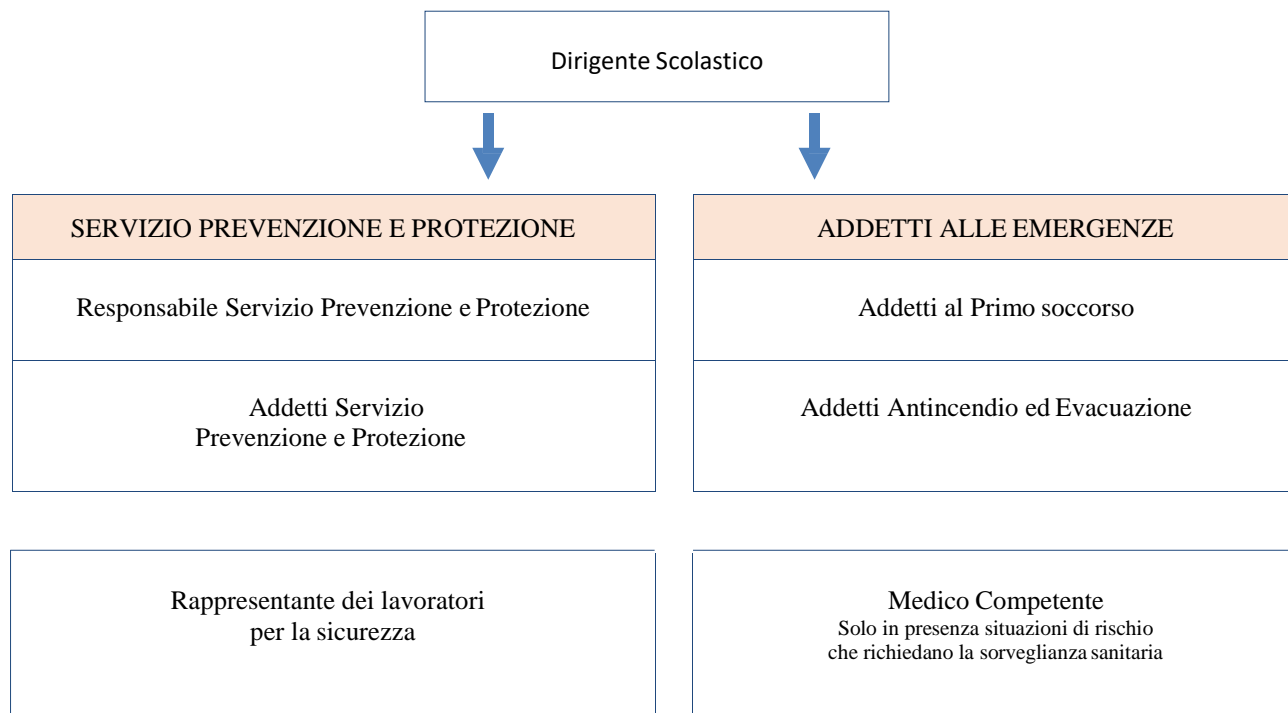 Dirigente Scolastico
SERVIZIO PREVENZIONE E PROTEZIONE
Responsabile Servizio Prevenzione e Protezione
Addetti Servizio
Prevenzione e Protezione
ADDETTI ALLE EMERGENZE
Addetti al Primo soccorso
Addetti Antincendio ed Evacuazione
Rappresentante dei lavoratori
per la sicurezza
Medico Competente
Solo in presenza situazioni di rischio
che richiedano la sorveglianza sanitaria